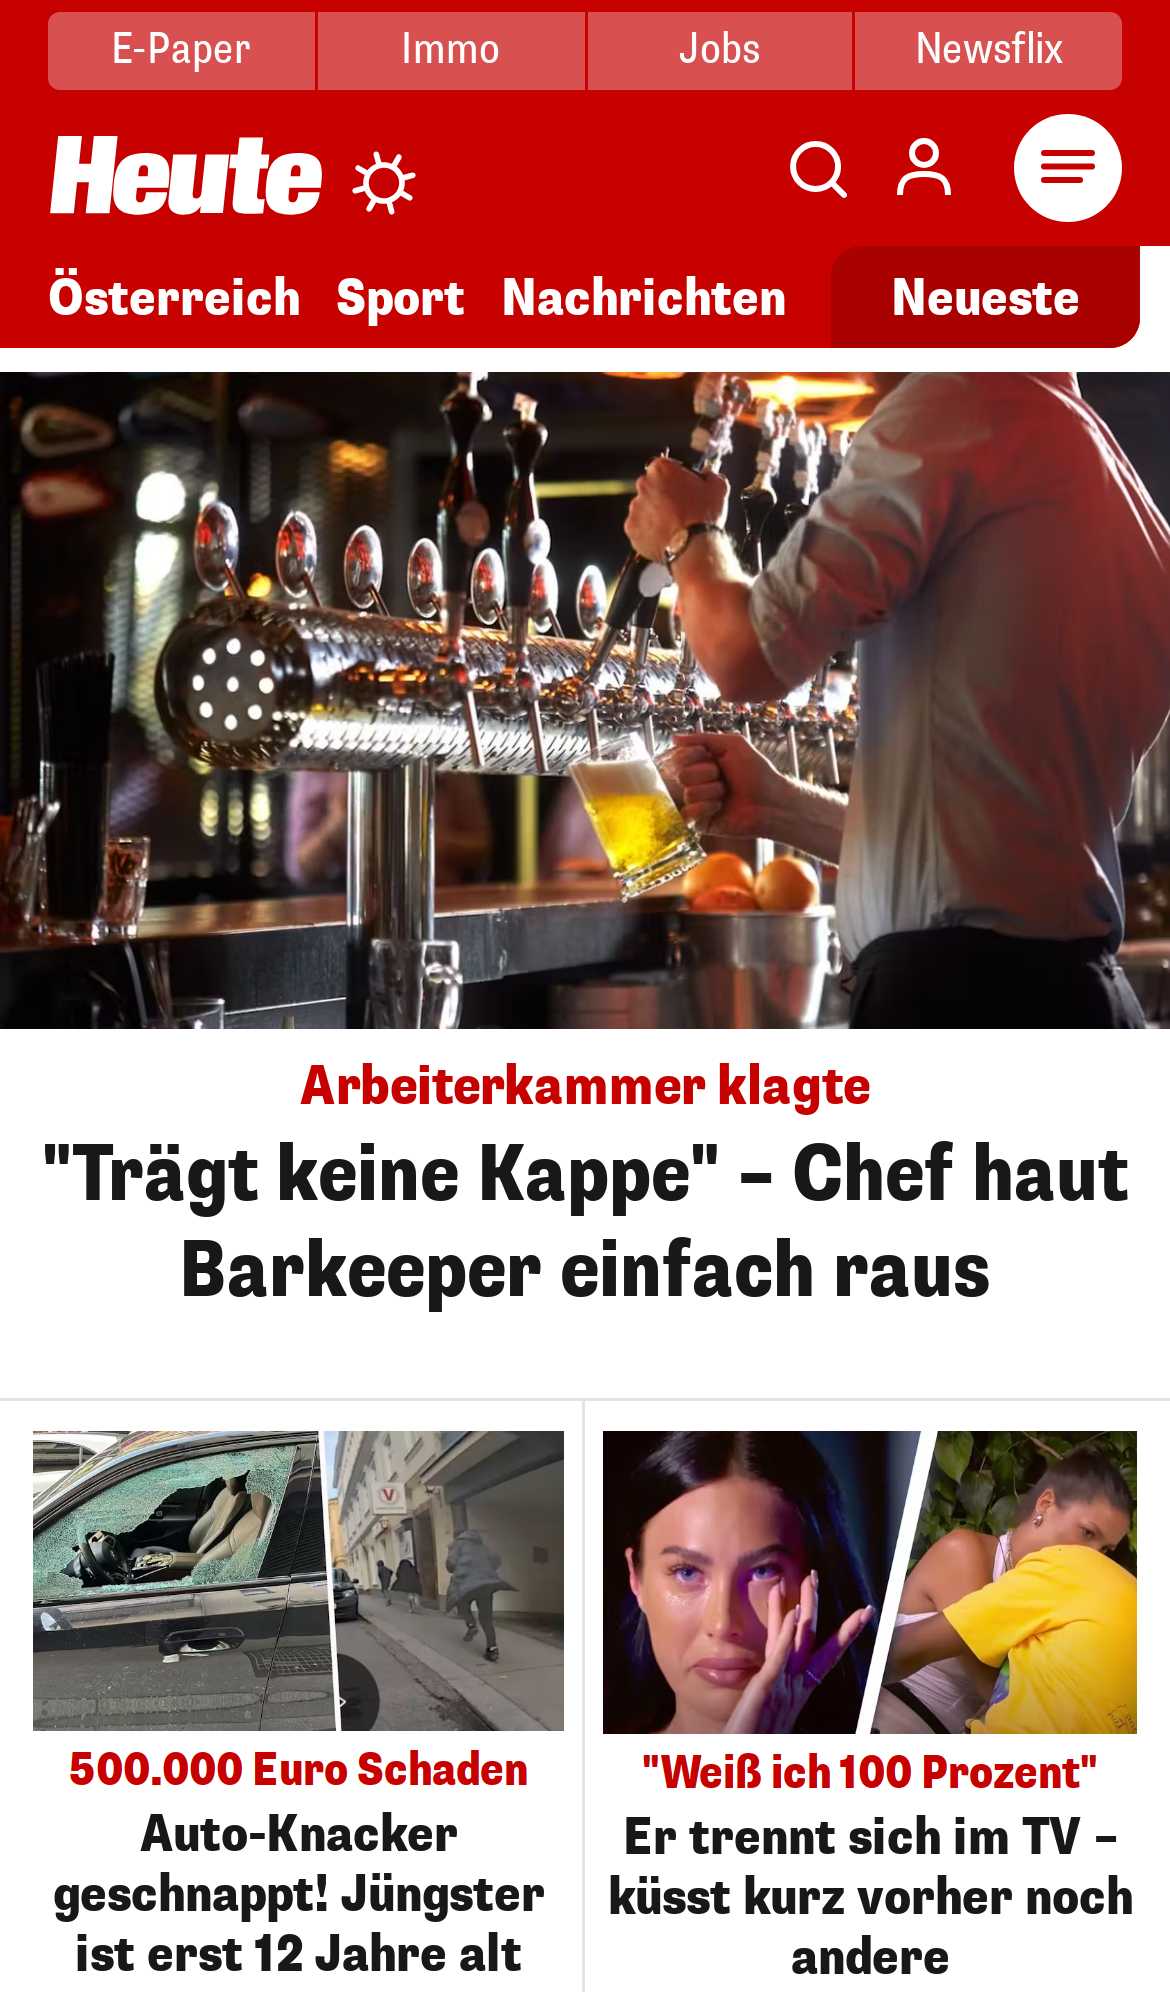 E-Paper
Immo
Jobs
Newsflix
Heute
Österreich
Sport
Nachrichten
Neueste
Arbeiterkammer klagte
"Trägt keine Kappe" – Chef haut
Barkeeper einfach raus
500.000 Euro Schaden
Auto-Knacker
geschnappt! Jüngster
ist erst 12 Jahre alt
"Weiß ich 100 Prozent"
Er trennt sich im TV –
küsst kurz vorher noch
andere